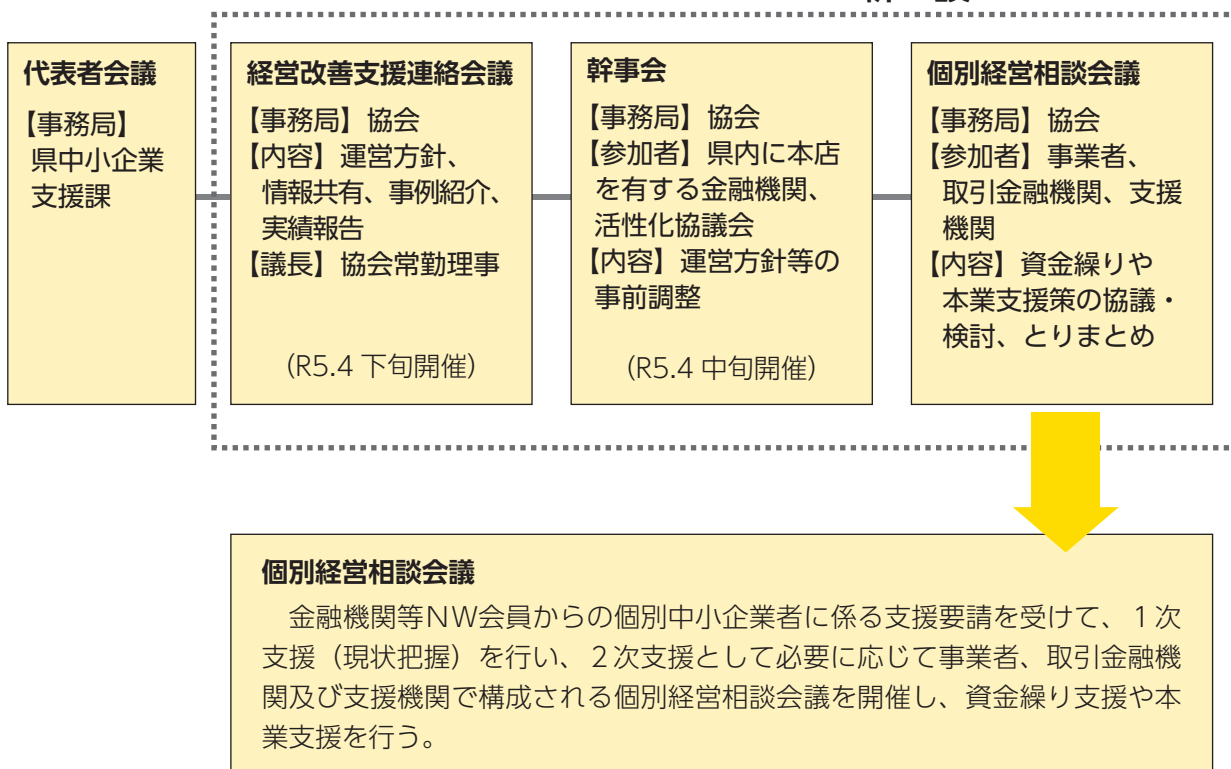 代表者会議
【事務局】
県中小企業
支援課
経営改善支援連絡会議
【事務局】協会
【内容】運営方針、
情報共有、事例紹介、
実績報告
【議長】協会常勤理事
(R5.4 下旬開催)
幹事会
【事務局】協会
【参加者】県内に本店
を有する金融機関、
活性化協議会
【内容】運営方針等の
事前調整
(R5.4 中旬開催)
個別経営相談会議
【事務局】協会
【参加者】事業者、
取引金融機関、支援
機関
【内容】資金繰りや
本業支援策の協議・
検討、とりまとめ
個別経営相談会議
金融機関等NW会員からの個別中小企業者に係る支援要請を受けて、1次
支援（現状把握）を行い、2次支援として必要に応じて事業者、取引金融機
関及び支援機関で構成される個別経営相談会議を開催し、資金繰り支援や本
業支援を行う。